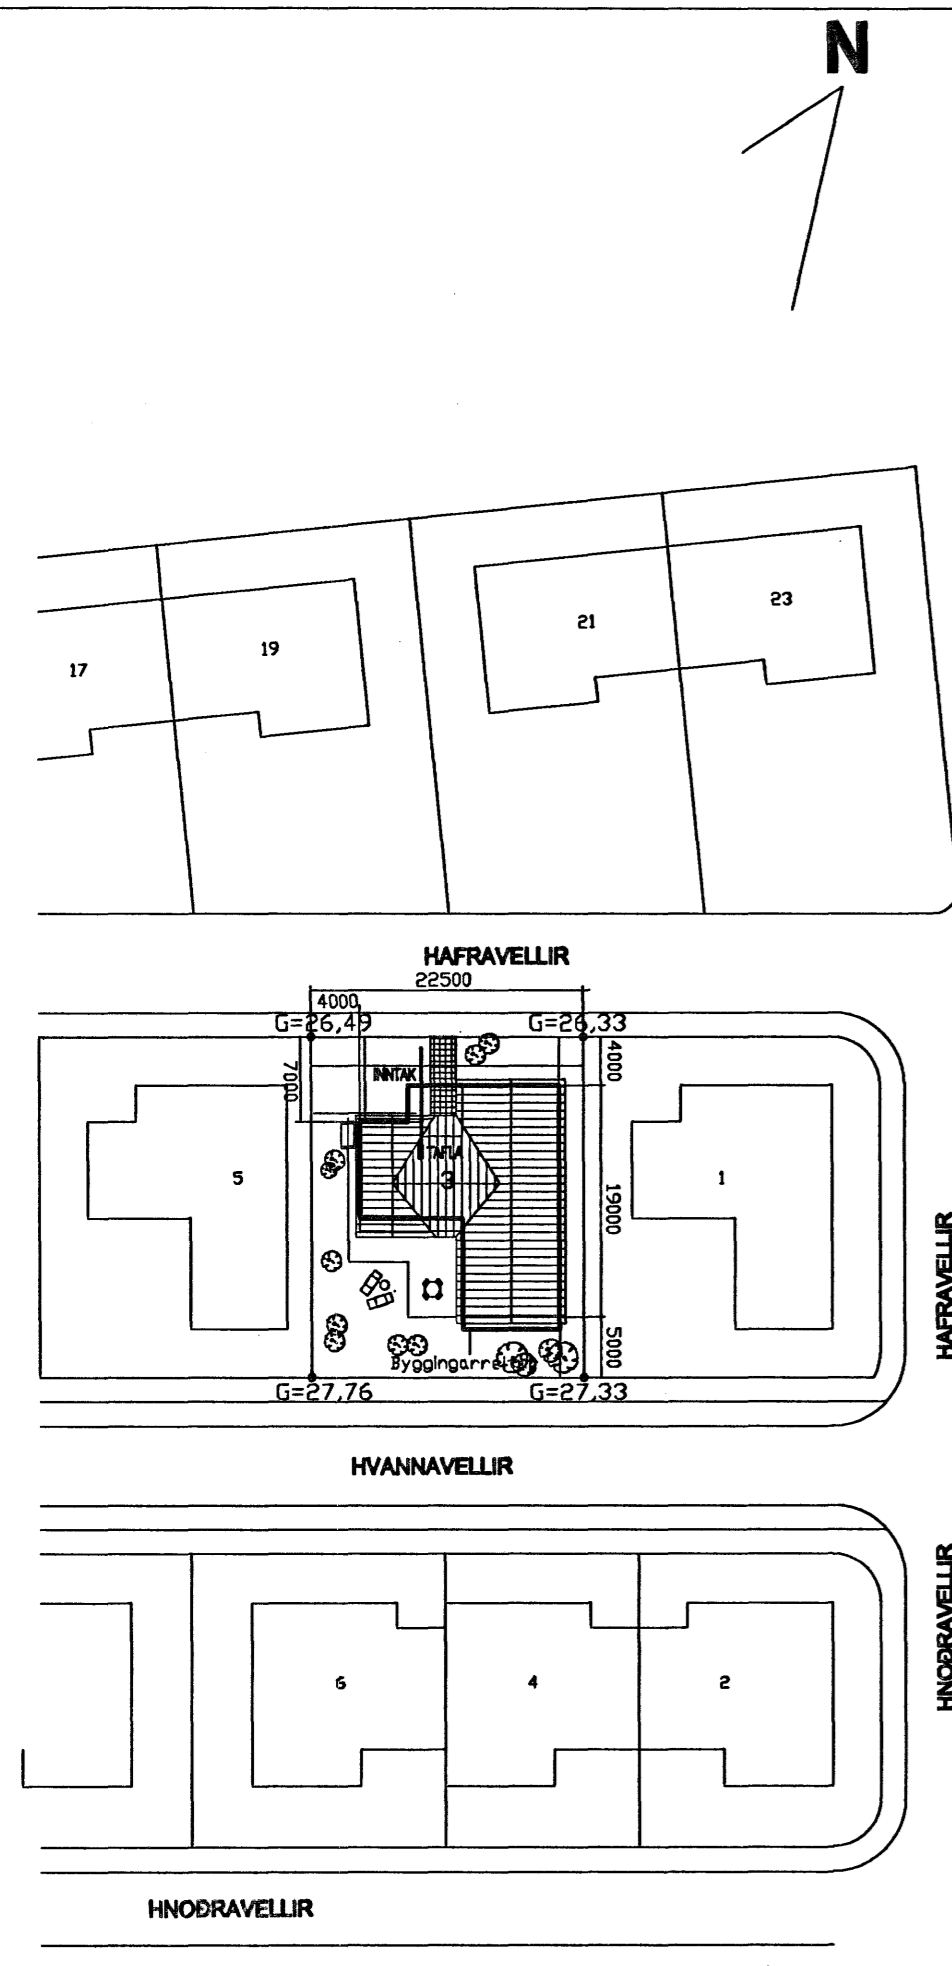 N
23
21
19
17
HAFRAVELLIR
22500
4000
G=26,49
G=26,33
4000
7000
INNTAK
TAFLA
5
3
1
19000
HAFRAVELLIR
5000
G=27,76
G=27,33
HVANNAVELLIR
HNOÐRAVELLIR
6
4
2
HNOÐRAVELLIR